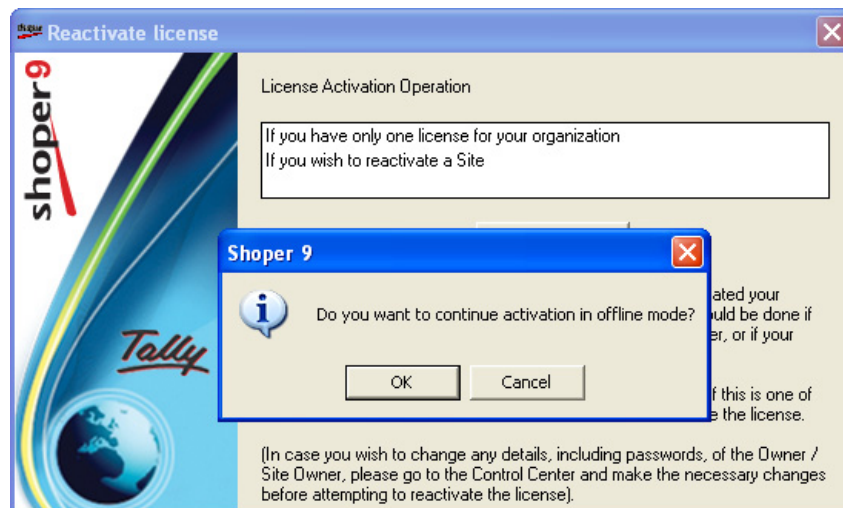 Reactivate license
shoper 9
License Activation Operation
If you have only one license for your organization
If you wish to reactivate a Site
Shoper 9
Do you want to continue activation in offline mode?
OK
Cancel
ated your
uld be done if
er, or if your
Tally
f this is one of
e the license.
(In case you wish to change any details, including passwords, of the Owner /
Site Owner, please go to the Control Center and make the necessary changes
before attempting to reactivate the license).